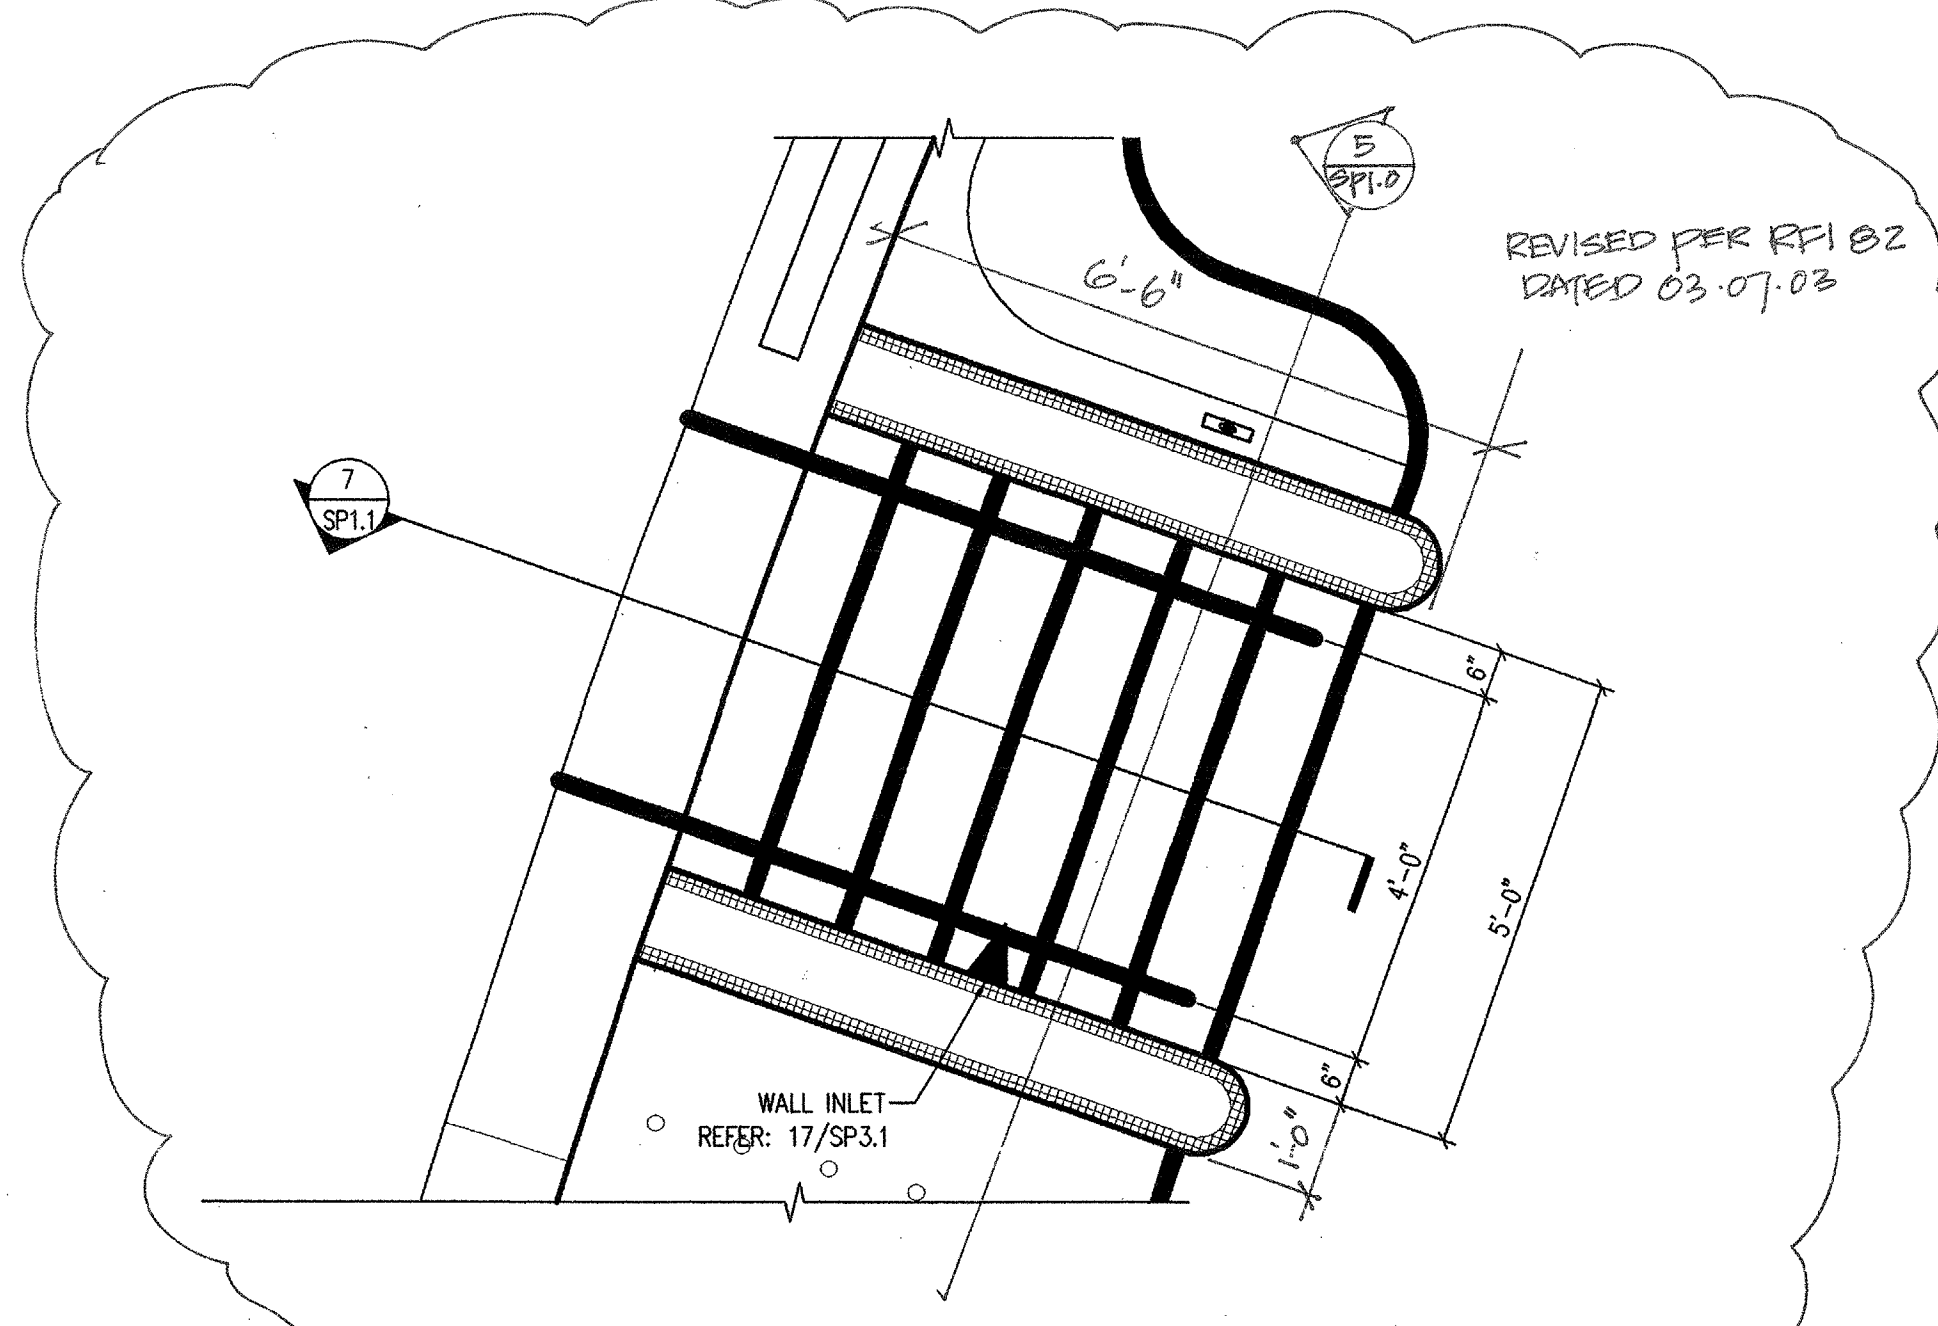 5
SP1.0
REVISED PER RFI 82
DATED 03.07.03
6'-6"
7
SP1.1
6"
4'-0"
5'-0"
6"
1'-0"
WALL INLET
REFER: 17/SP3.1